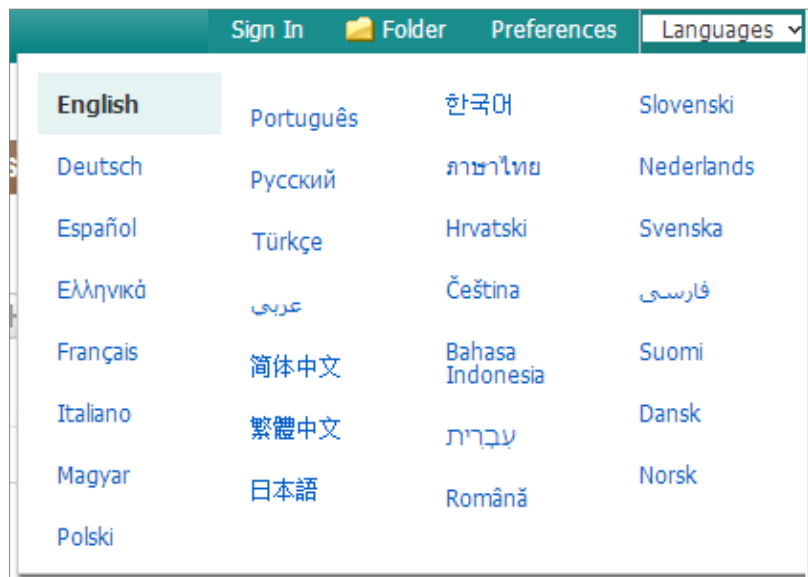 Sign In
Folder
Preferences
Languages
English
Deutsch
Español
Ελληνικά
Français
Italiano
Magyar
Polski
Português
Русский
Türkçe
عربي
简体中文
繁體中文
日本語
한국어
ภาษาไทย
Hrvatski
Čeština
Bahasa
Indonesia
עִבְרִית
Română
Slovenski
Nederlands
Svenska
فارسی
Suomi
Dansk
Norsk